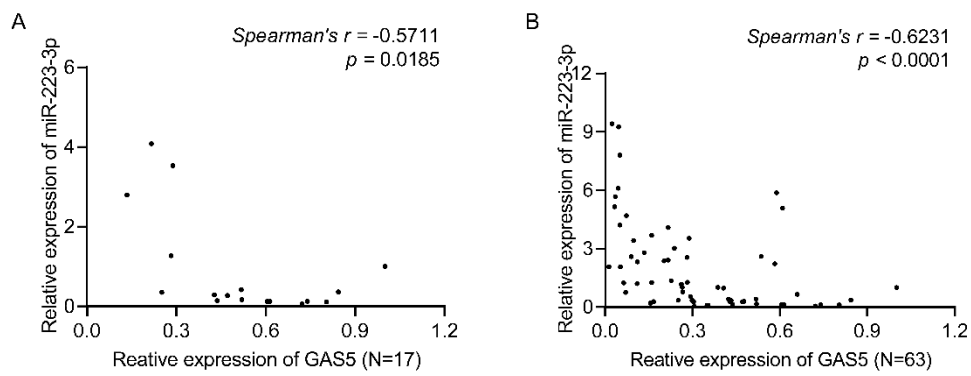 A
Spearman's r = -0.5711
p = 0.0185
Relative expression of miR-223-3p
6
4
2
0
0.0 0.3 0.6 0.9 1.2
Reative expression of GAS5 (N=17)
B
Spearman's r = -0.6231
p < 0.0001
Relative expression of miR-223-3p
12
9
6
3
0
0.0 0.3 0.6 0.9 1.2
Reative expression of GAS5 (N=63)